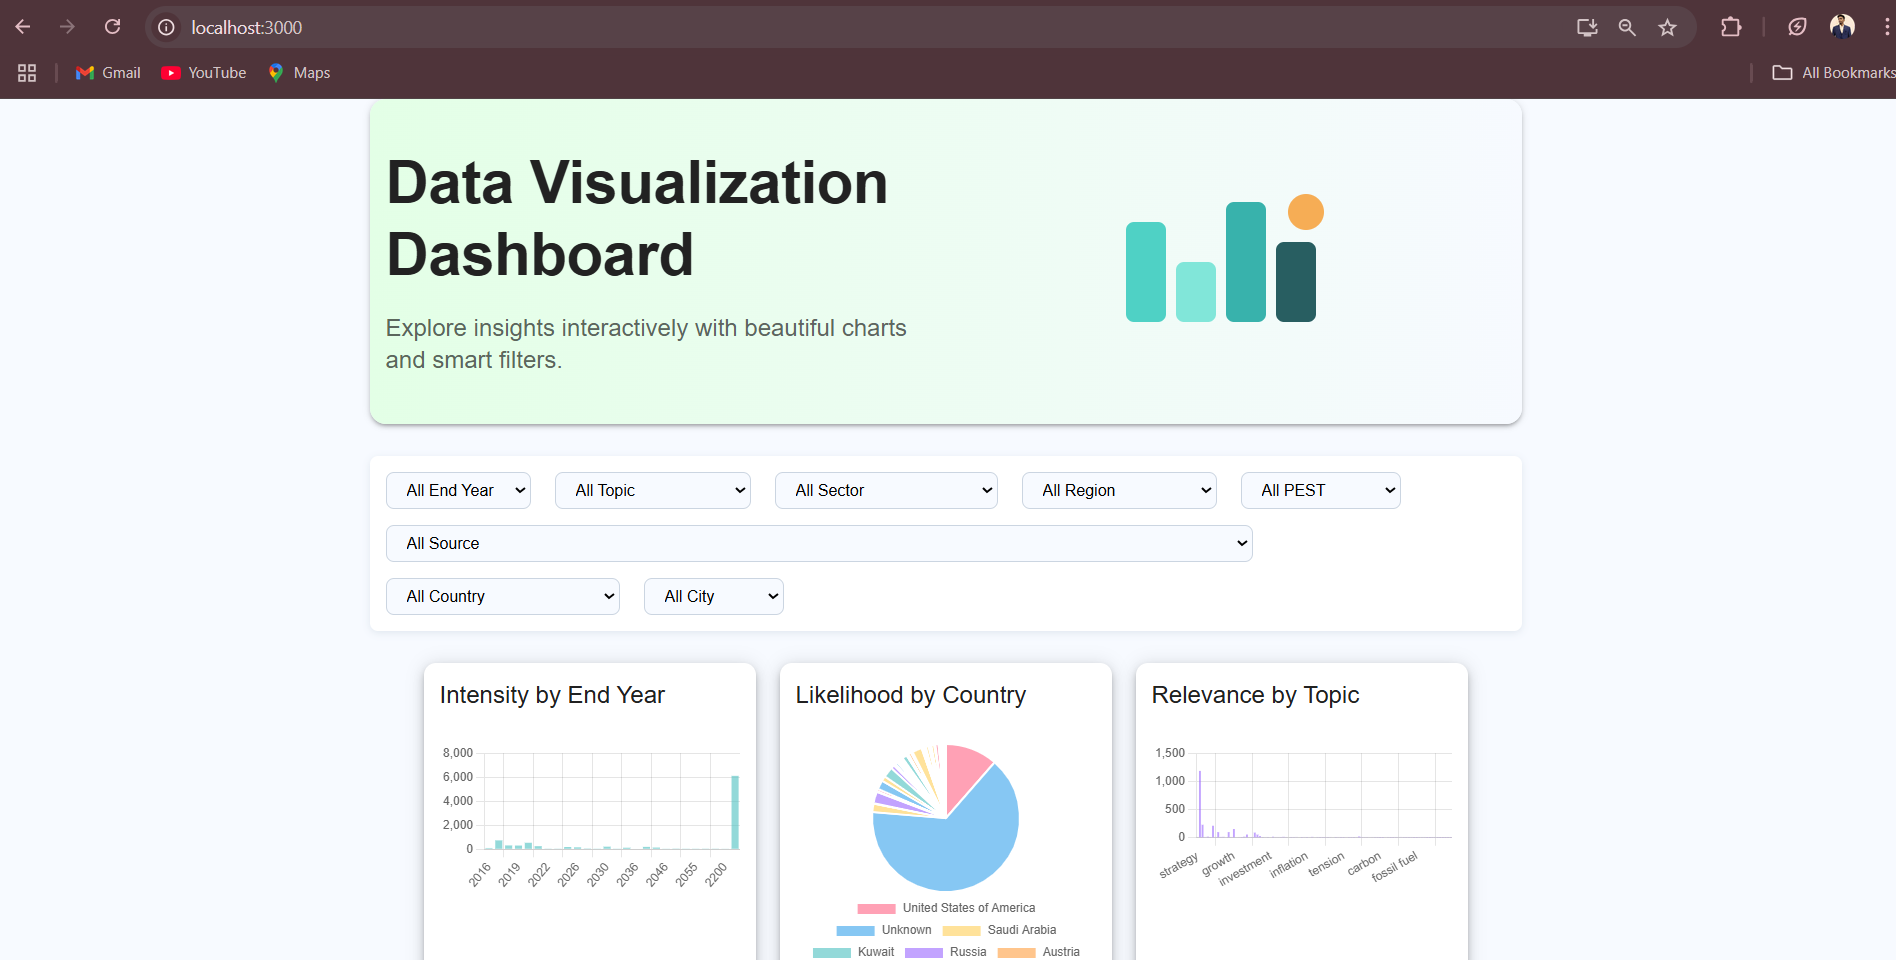 localhost:3000
Gmail YouTube Maps All Bookmarks
Data Visualization
Dashboard
Explore insights interactively with beautiful charts
and smart filters.
All End Year All Topic All Sector All Region All PEST
All Source
All Country All City
Intensity by End Year
8,000
6,000
4,000
2,000
0
2016 2019 2022 2026 2030 2036 2046 2055 2200
Likelihood by Country
United States of America
Unknown Saudi Arabia
Kuwait Russia Austria
Relevance by Topic
1,500
1,000
500
0
strategy growth investment inflation tension carbon fossil fuel